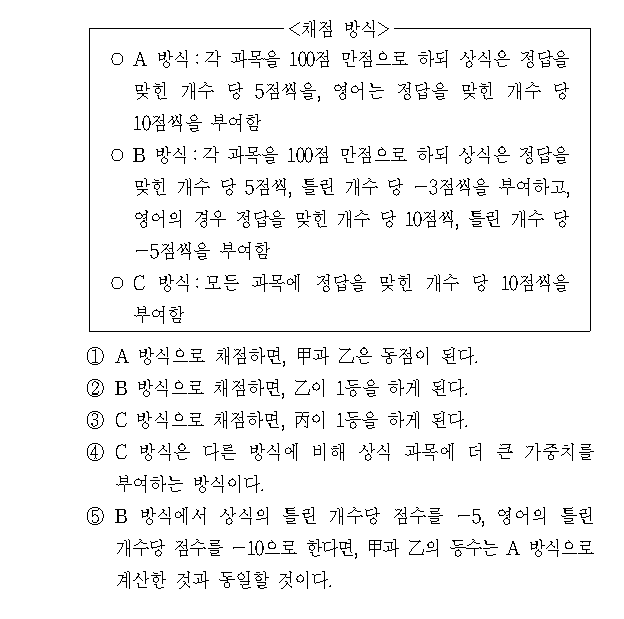 <채점 방식>
○ A 방식 : 각 과목을 100점 만점으로 하되 상식은 정답을
맞힌 개수 당 5점씩을, 영어는 정답을 맞힌 개수 당
10점씩을 부여함
○ B 방식 : 각 과목을 100점 만점으로 하되 상식은 정답을
맞힌 개수 당 5점씩, 틀린 개수 당 -3점씩을 부여하고,
영어의 경우 정답을 맞힌 개수 당 10점씩, 틀린 개수 당
-5점씩을 부여함
○ C 방식 : 모든 과목에 정답을 맞힌 개수 당 10점씩을
부여함
① A 방식으로 채점하면, 甲과 乙은 동점이 된다.
② B 방식으로 채점하면, 乙이 1등을 하게 된다.
③ C 방식으로 채점하면, 丙이 1등을 하게 된다.
④ C 방식은 다른 방식에 비해 상식 과목에 더 큰 가중치를
부여하는 방식이다.
⑤ B 방식에서 상식의 틀린 개수당 점수를 -5, 영어의 틀린
개수당 점수를 -10으로 한다면, 甲과 乙의 등수는 A 방식으로
계산한 것과 동일할 것이다.